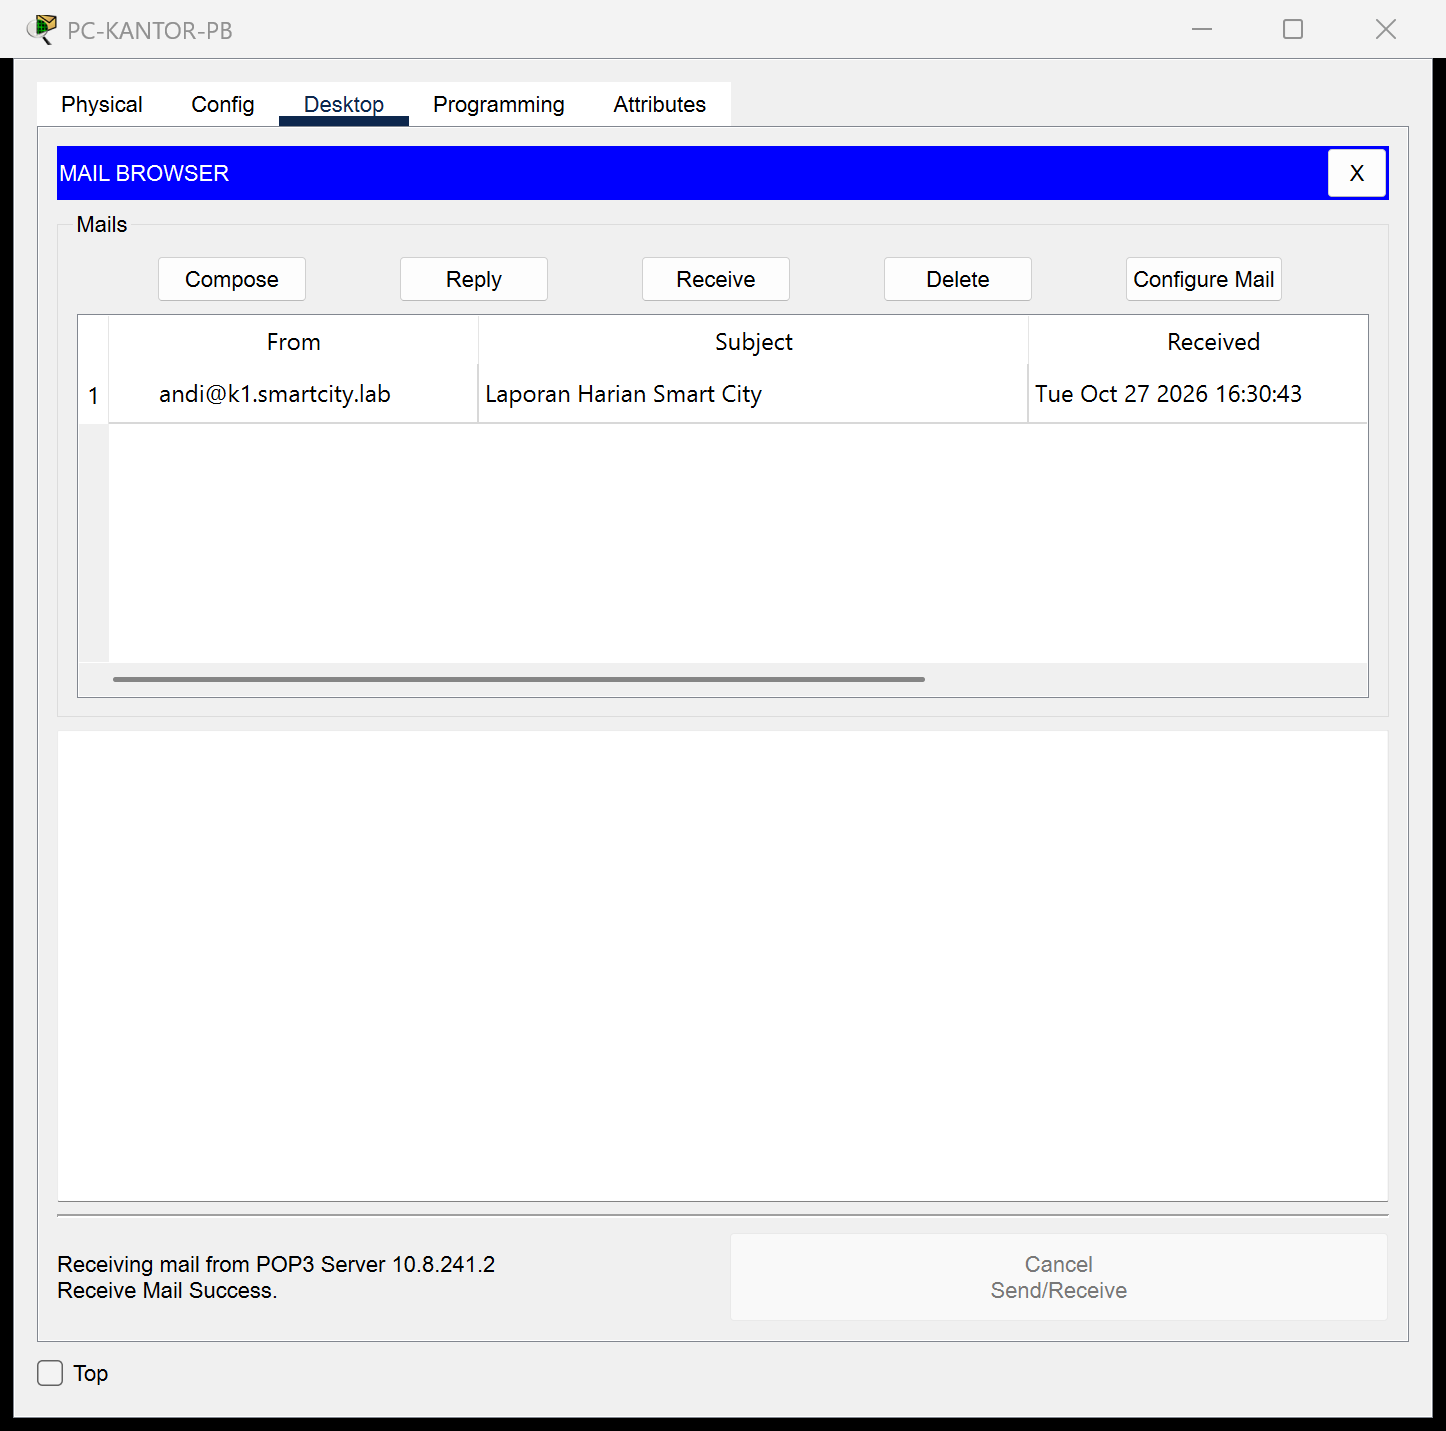 PC-KANTOR-PB
Physical Config Desktop Programming Attributes
MAIL BROWSER X
Mails
Compose Reply Receive Delete Configure Mail
From Subject Received
1 andi@k1.smartcity.lab Laporan Harian Smart City Tue Oct 27 2026 16:30:43
Receiving mail from POP3 Server 10.8.241.2
Receive Mail Success.
Cancel
Send/Receive
Top